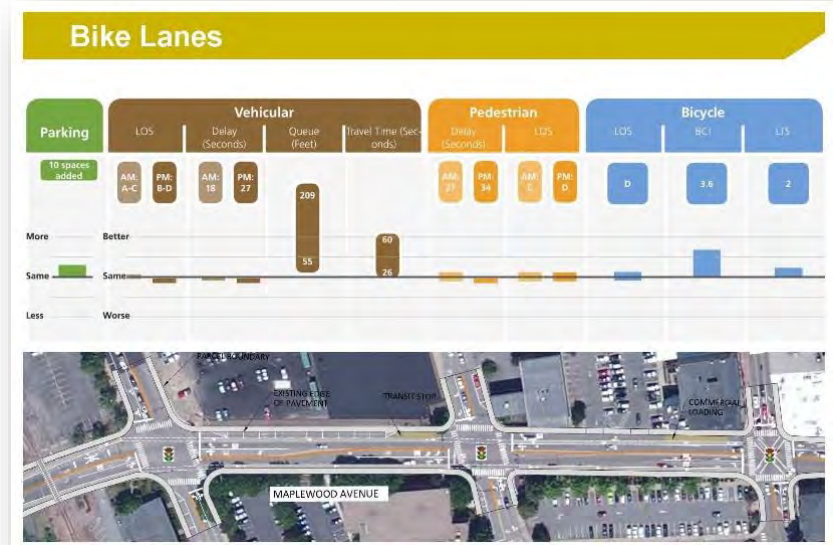 Bike Lanes
Parking
Vehicular
Pedestrian
Bicycle
LOS
Delay
(Seconds)
Queue
(Feet)
Travel Time (Sec-
onds)
Delay
(Seconds)
LOS
LOS
BCI
LTS
10 spaces
added
AM:
A-C
PM:
B-D
AM:
18
PM:
27
209
55
60
26
AM:
PM:
34
AM:
PM:
D
D
3.6
2
More
Better
Same
Same
Less
Worse
PARCEL BOUNDARY
EXISTING EDGE
OF PAVEMENT
TRANSIT STOP
COMMERCIAL
LOADING
MAPLEWOOD AVENUE